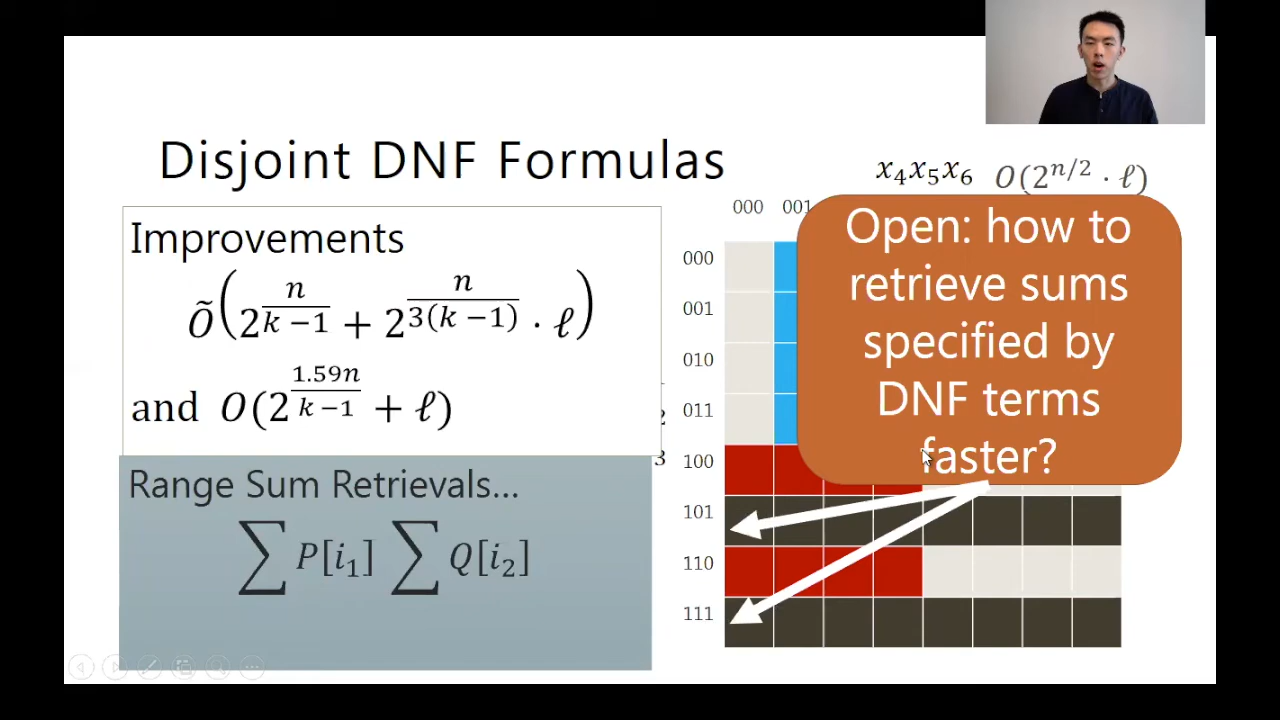 Disjoint DNF Formulas
x₄x₅x₆ O(2^{n/2} · ℓ)
000 001
Improvements
Õ(2^{n/(k−1)} + 2^{n/(3(k−1))} · ℓ)
and O(2^{1.59n/(k−1)} + ℓ)
Range Sum Retrievals...
∑ P[i₁] ∑ Q[i₂]
000
001
010
011
2
100
3
101
110
111
Open: how to
retrieve sums
specified by
DNF terms
faster?